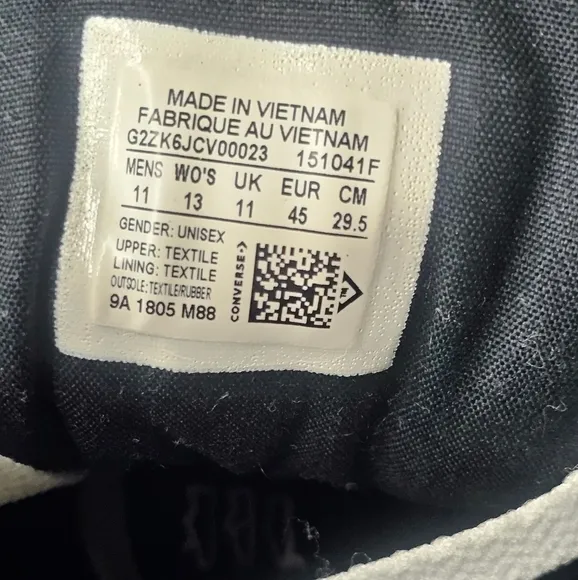 MADE IN VIETNAM
FABRIQUE AU VIETNAM
G2ZK6JCV00023 151041F
MENS WO'S UK EUR CM
11 13 11 45 29.5
GENDER: UNISEX
UPPER: TEXTILE
LINING: TEXTILE
OUTSOLE: TEXTILE/RUBBER
9A 1805 M88
CONVERSE